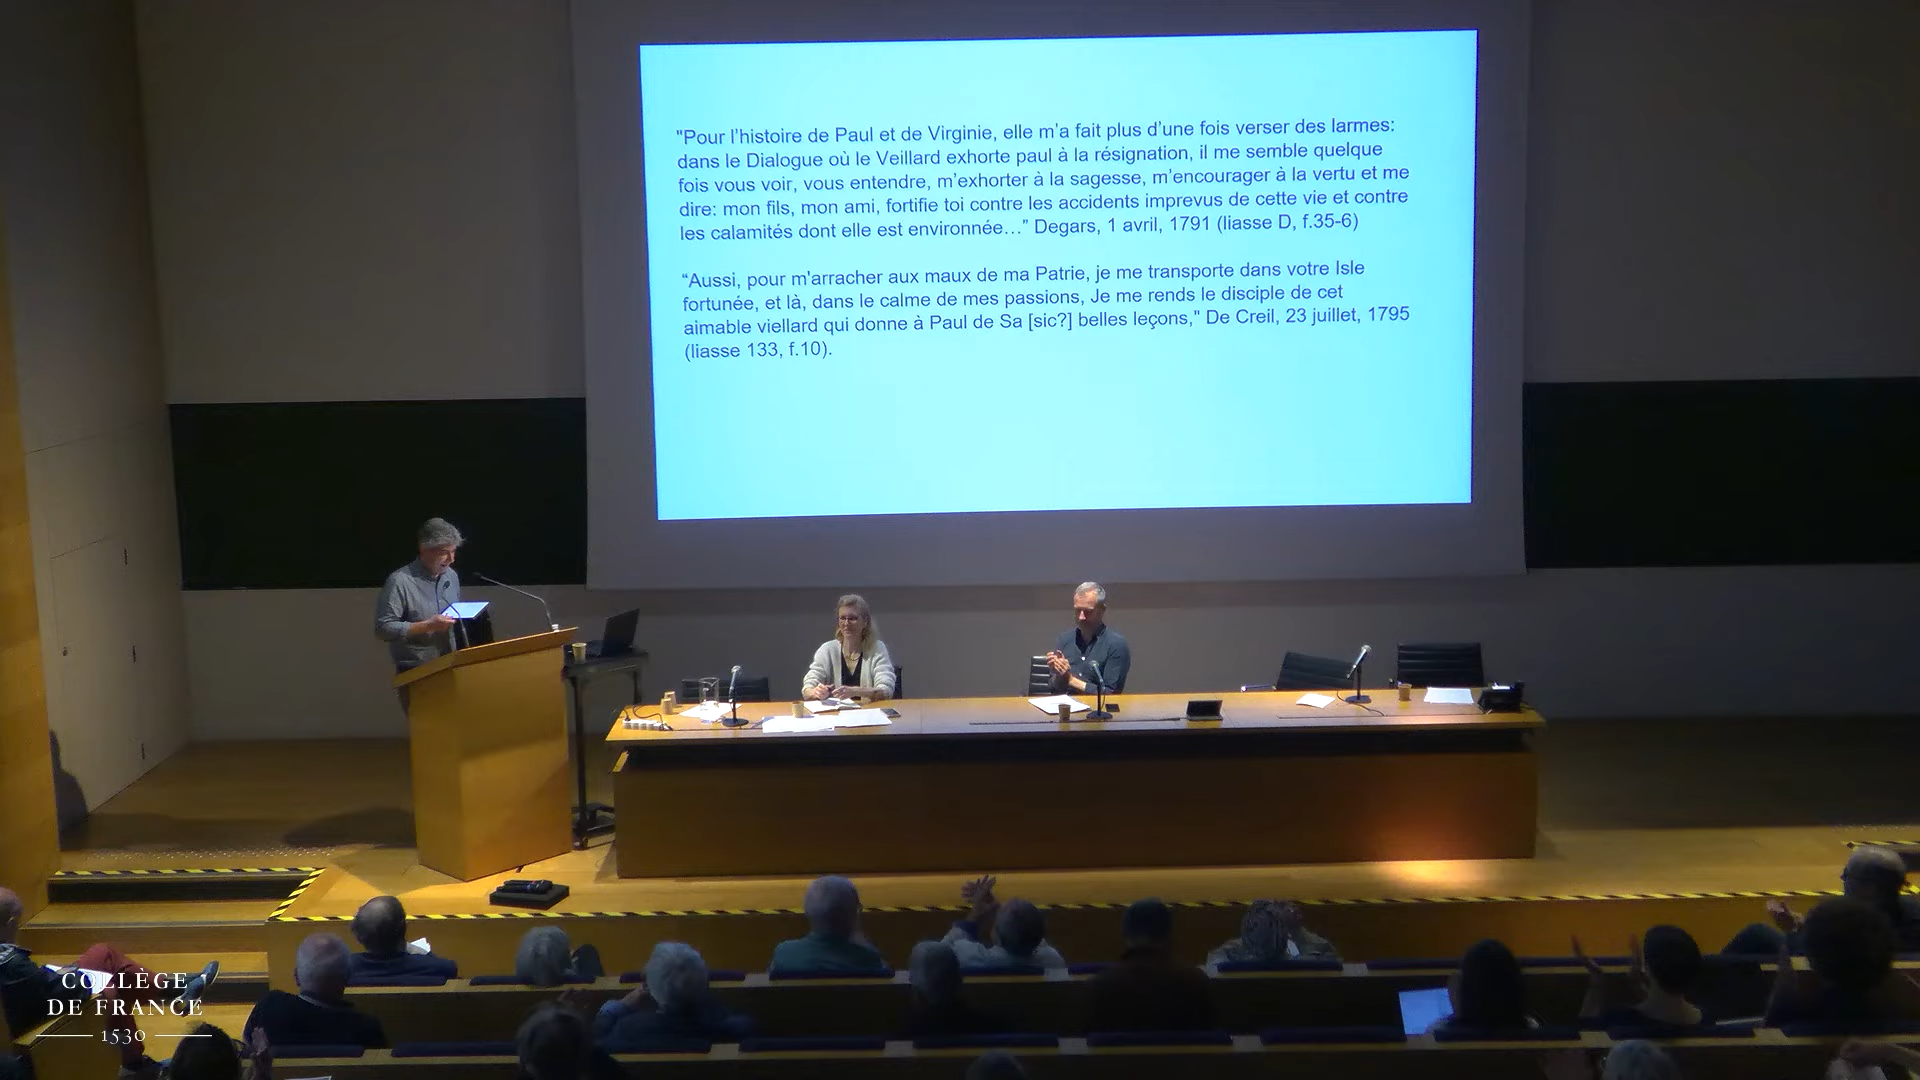 "Pour l'histoire de Paul et de Virginie, elle m'a fait plus d'une fois verser des larmes:
dans le Dialogue où le Veillard exhorte paul à la résignation, il me semble quelque
fois vous voir, vous entendre, m'exhorter à la sagesse, m'encourager à la vertu et me
dire: mon fils, mon ami, fortifie toi contre les accidents imprevus de cette vie et contre
les calamités dont elle est environnée…" Degars, 1 avril, 1791 (liasse D, f.35-6)
"Aussi, pour m'arracher aux maux de ma Patrie, je me transporte dans votre Isle
fortunée, et là, dans le calme de mes passions, Je me rends le disciple de cet
aimable viellard qui donne à Paul de Sa [sic?] belles leçons," De Creil, 23 juillet, 1795
(liasse 133, f.10).
COLLÈGE
DE FRANCE
1530